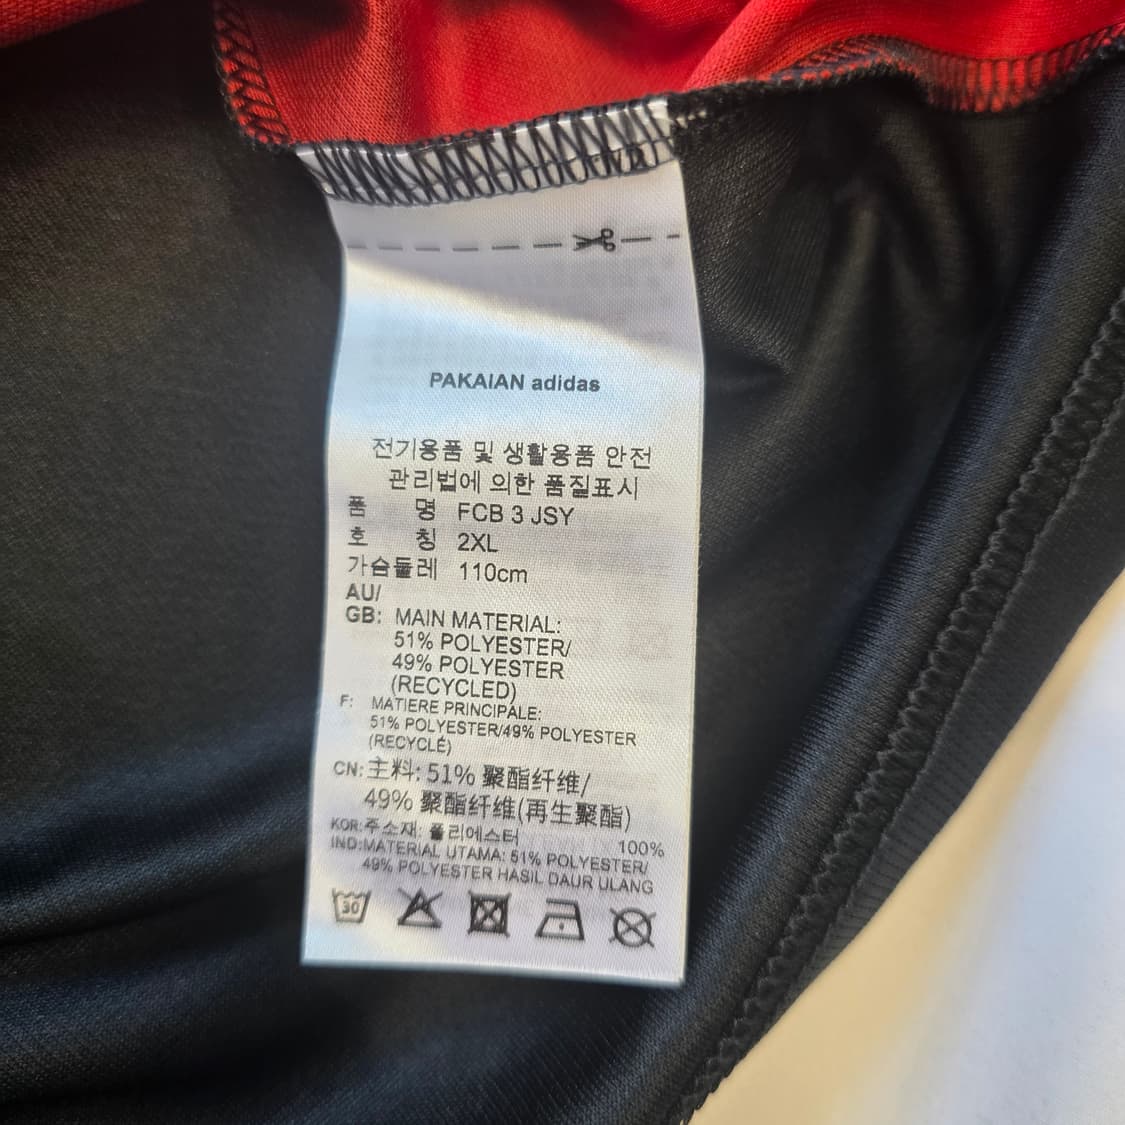 PAKAIAN adidas
전기용품 및 생활용품 안전
관리법에 의한 품질표시
품 명 FCB 3 JSY
호 칭 2XL
가슴둘레 110cm
AU/
GB: MAIN MATERIAL:
51% POLYESTER/
49% POLYESTER
(RECYCLED)
F: MATIERE PRINCIPALE:
51% POLYESTER/49% POLYESTER
(RECYCLÉ)
CN: 主料: 51% 聚酯纤维/
49% 聚酯纤维(再生聚酯)
KOR:주소재: 폴리에스터 100%
IND:MATERIAL UTAMA: 51% POLYESTER/
49% POLYESTER HASIL DAUR ULANG
30